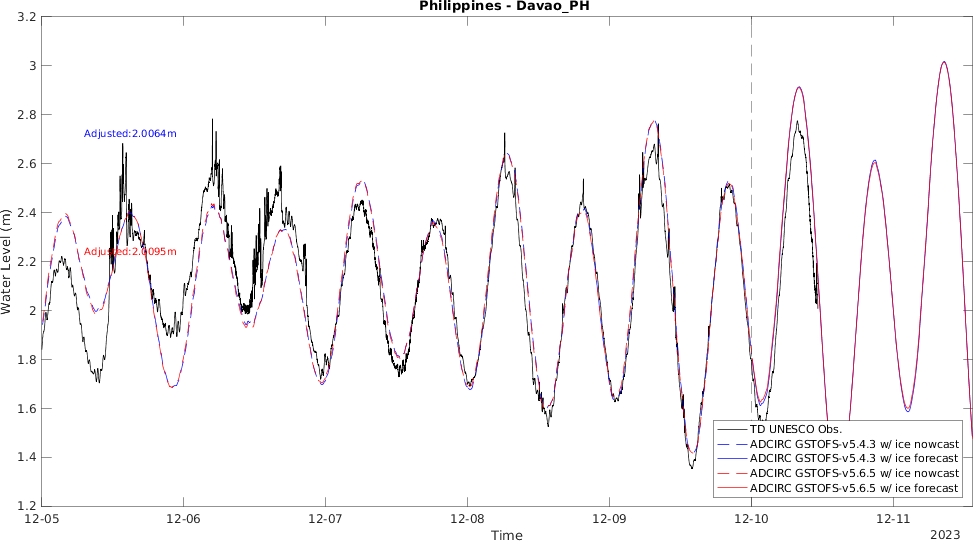 Philippines - Davao_PH
3.2
3
2.8
2.6
2.4
2.2
2
1.8
1.6
1.4
1.2
Water Level (m)
Adjusted:2.0064m
Adjusted:2.0095m
TD UNESCO Obs.
ADCIRC GSTOFS-v5.4.3 w/ ice nowcast
ADCIRC GSTOFS-v5.4.3 w/ ice forecast
ADCIRC GSTOFS-v5.6.5 w/ ice nowcast
ADCIRC GSTOFS-v5.6.5 w/ ice forecast
12-05 12-06 12-07 12-08 12-09 12-10 12-11
Time
2023